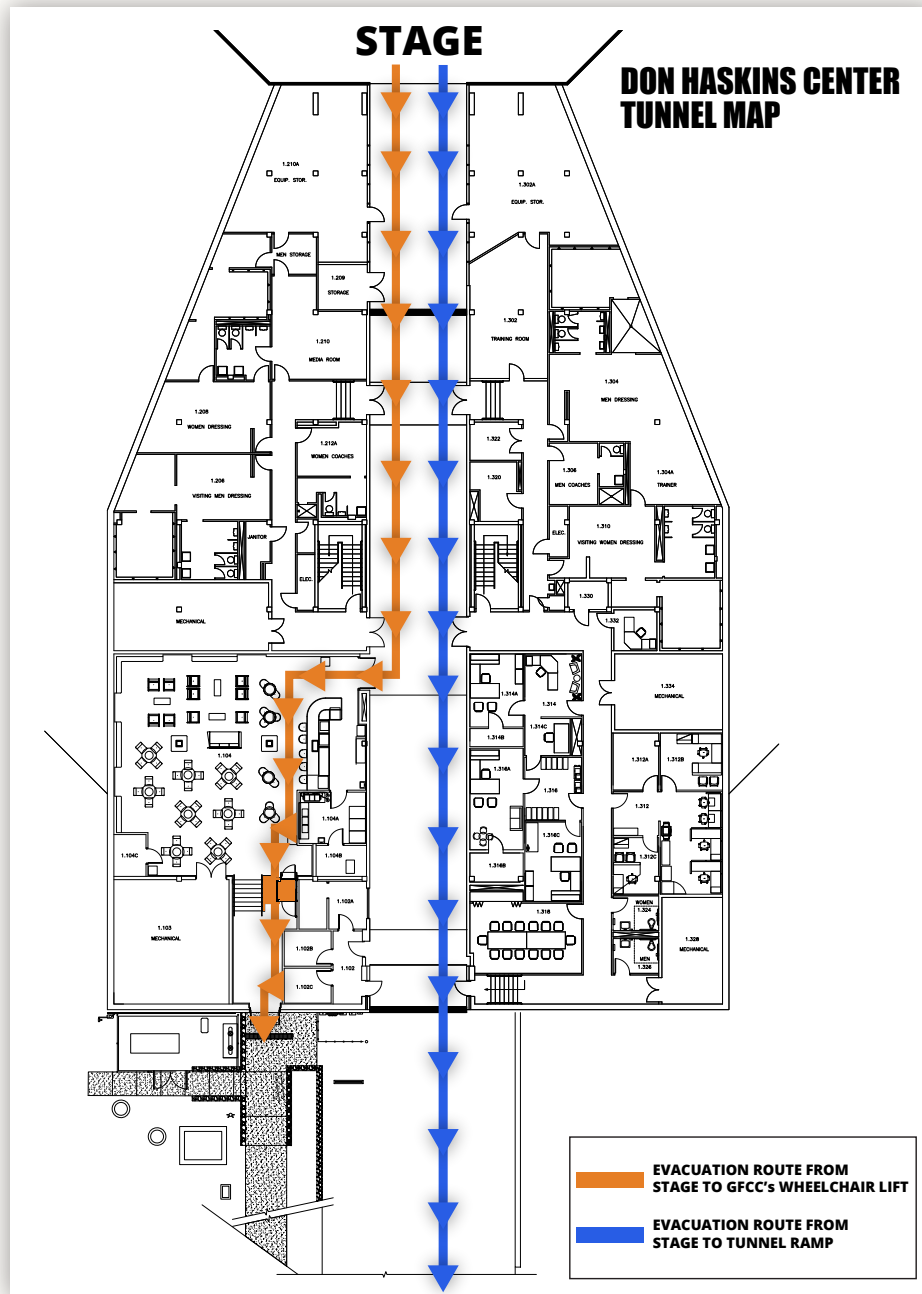 STAGE
DON HASKINS CENTER
TUNNEL MAP
1.210A
EQUIP. STOR.
1.302A
EQUIP. STOR.
MEN STORAGE
1.209
STORAGE
1.210
MEDIA ROOM
1.302
TRAINING ROOM
1.304
MEN DRESSING
1.208
WOMEN DRESSING
1.212A
WOMEN COACHES
1.322
1.320
1.306
MEN COACHES
1.304A
TRAINER
1.206
VISITING MEN DRESSING
JANITOR
ELEC.
1.310
VISITING WOMEN DRESSING
ELEC.
1.330
1.332
MECHANICAL
1.314A
1.314
1.334
MECHANICAL
1.314C
1.314B
1.104
1.316A
1.316
1.312A
1.312B
1.312
1.104A
1.316C
1.104C
1.104B
1.316B
1.312C
1.103
MECHANICAL
1.102A
1.318
WOMEN
1.324
1.102B
1.102
MEN
1.326
1.328
MECHANICAL
1.102C
EVACUATION ROUTE FROM
STAGE TO GFCC's WHEELCHAIR LIFT
EVACUATION ROUTE FROM
STAGE TO TUNNEL RAMP